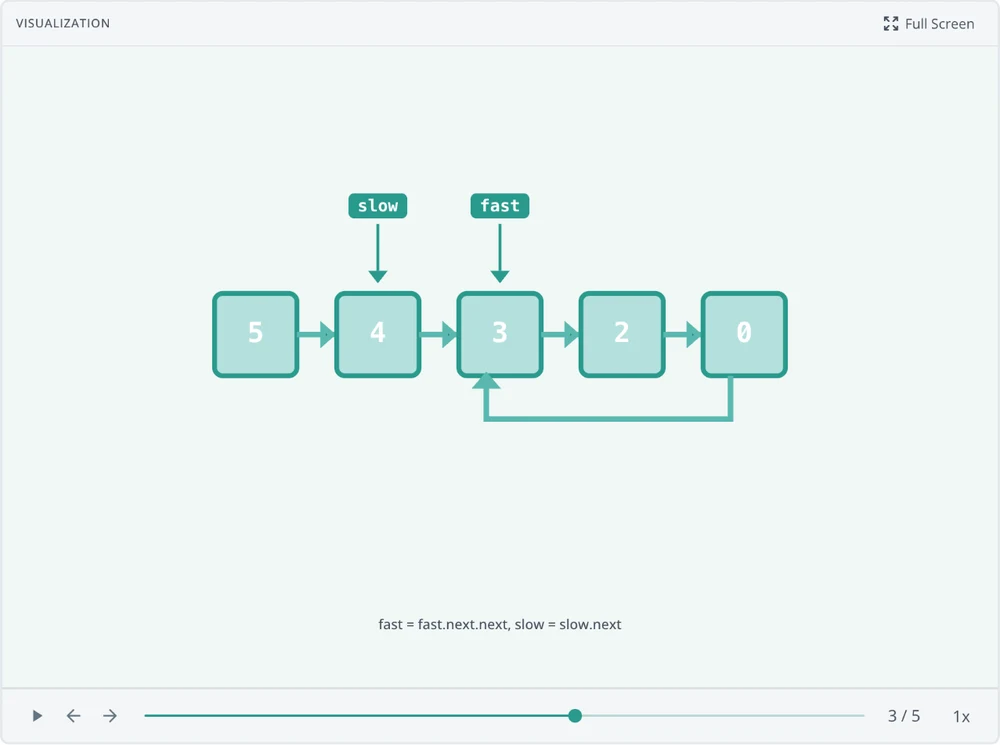 VISUALIZATION
Full Screen
slow
fast
5
4
3
2
0
fast = fast.next.next, slow = slow.next
3 / 5
1x